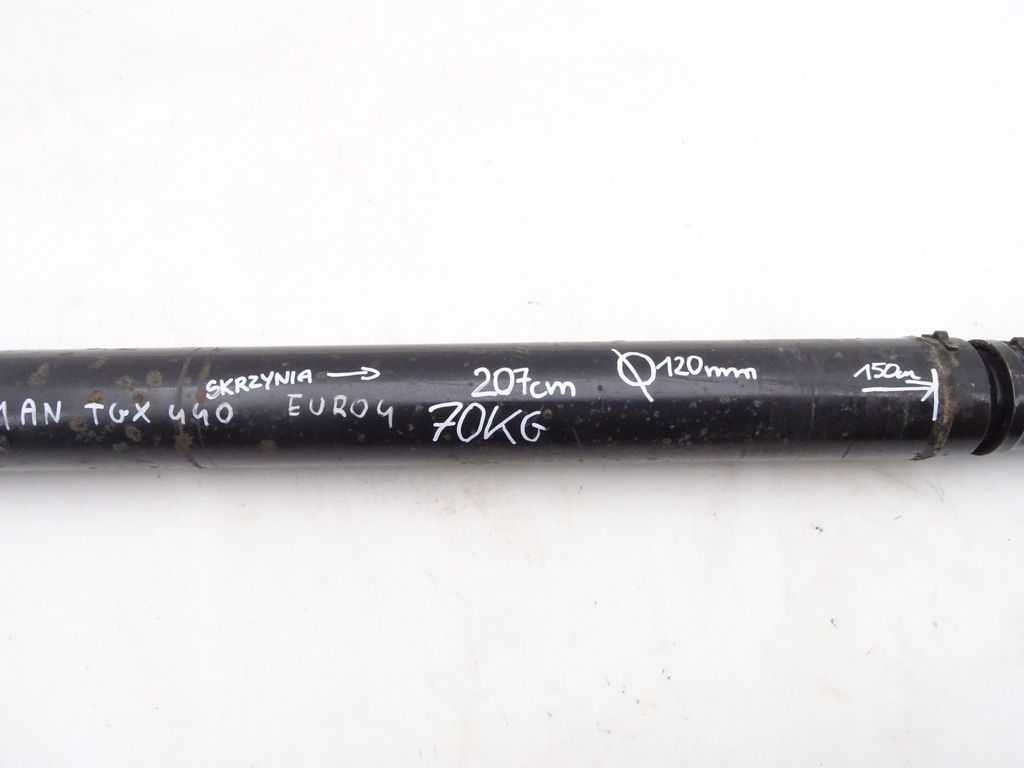 SKRZYNIA →
MAN TGX 440 EURO4
207cm
70KG
Ø120mm
150cm